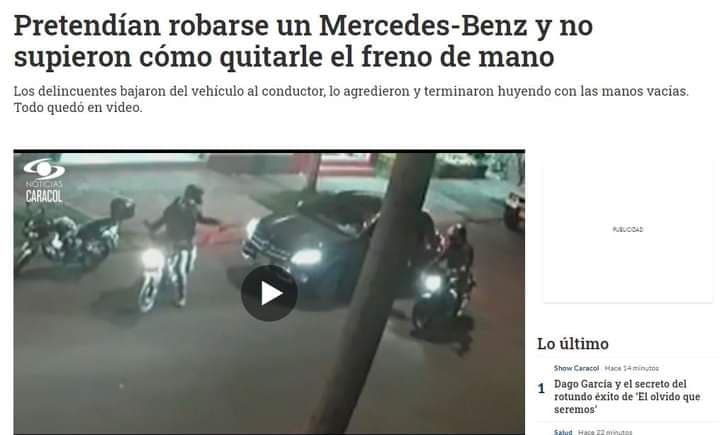 Pretendían robarse un Mercedes-Benz y no
supieron cómo quitarle el freno de mano
Los delincuentes bajaron del vehículo al conductor, lo agredieron y terminaron huyendo con las manos vacías.
Todo quedó en video.
NOTICIAS
CARACOL
PUBLICIDAD
Lo último
Show Caracol Hace 14 minutos
1 Dago García y el secreto del
rotundo éxito de 'El olvido que
seremos'
Salud Hace 22 minutos